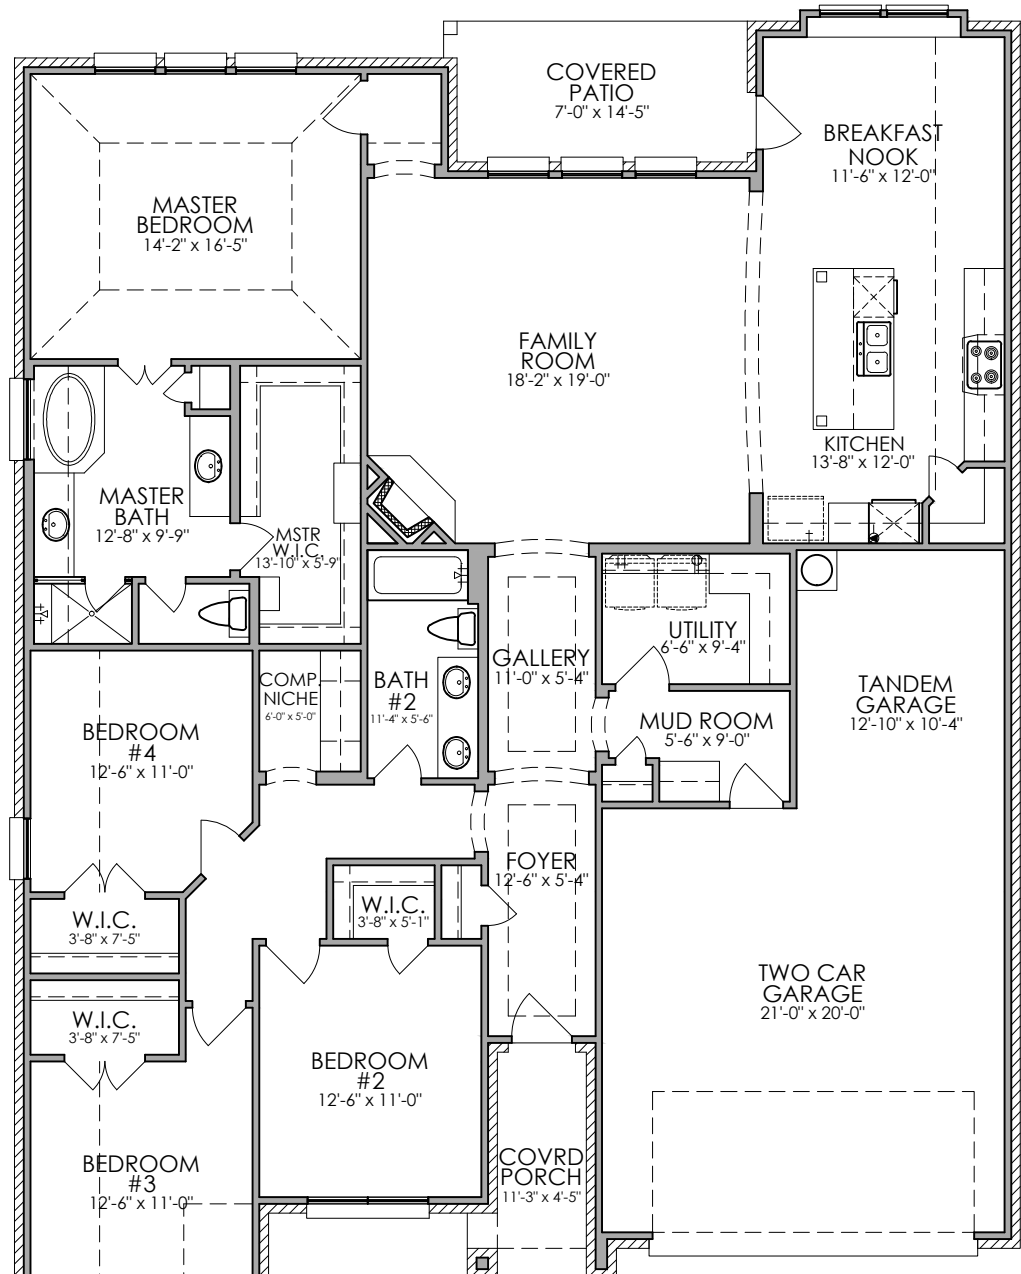 COVERED
PATIO
7'-0" x 14'-5"
BREAKFAST
NOOK
11'-6" x 12'-0"
MASTER
BEDROOM
14'-2" x 16'-5"
FAMILY
ROOM
18'-2" x 19'-0"
KITCHEN
13'-8" x 12'-0"
MASTER
BATH
12'-8" x 9'-9"
MSTR
W.I.C.
13'-10" x 5'-9"
UTILITY
6'-6" x 9'-4"
GALLERY
11'-0" x 5'-4"
COMP.
NICHE
6'-0" x 5'-0"
BATH
#2
11'-4" x 5'-6"
TANDEM
GARAGE
12'-10" x 10'-4"
MUD ROOM
5'-6" x 9'-0"
BEDROOM
#4
12'-6" x 11'-0"
FOYER
12'-6" x 5'-4"
W.I.C.
3'-8" x 5'-1"
W.I.C.
3'-8" x 7'-5"
TWO CAR
GARAGE
21'-0" x 20'-0"
W.I.C.
3'-8" x 7'-5"
BEDROOM
#2
12'-6" x 11'-0"
BEDROOM
#3
12'-6" x 11'-0"
COVRD
PORCH
11'-3" x 4'-5"